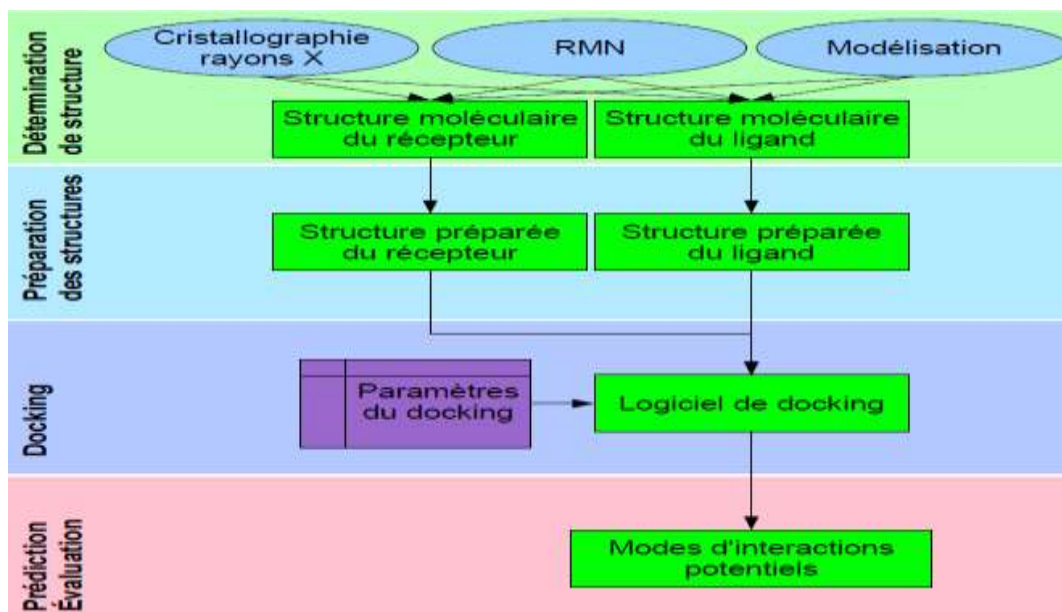 Détermination
de structure
Cristallographie
rayons X
RMN
Modélisation
Structure moléculaire
du récepteur
Structure moléculaire
du ligand
Préparation
des structures
Structure préparée
du récepteur
Structure préparée
du ligand
Docking
Paramètres
du docking
Logiciel de docking
Prédiction
Évaluation
Modes d'interactions
potentiels